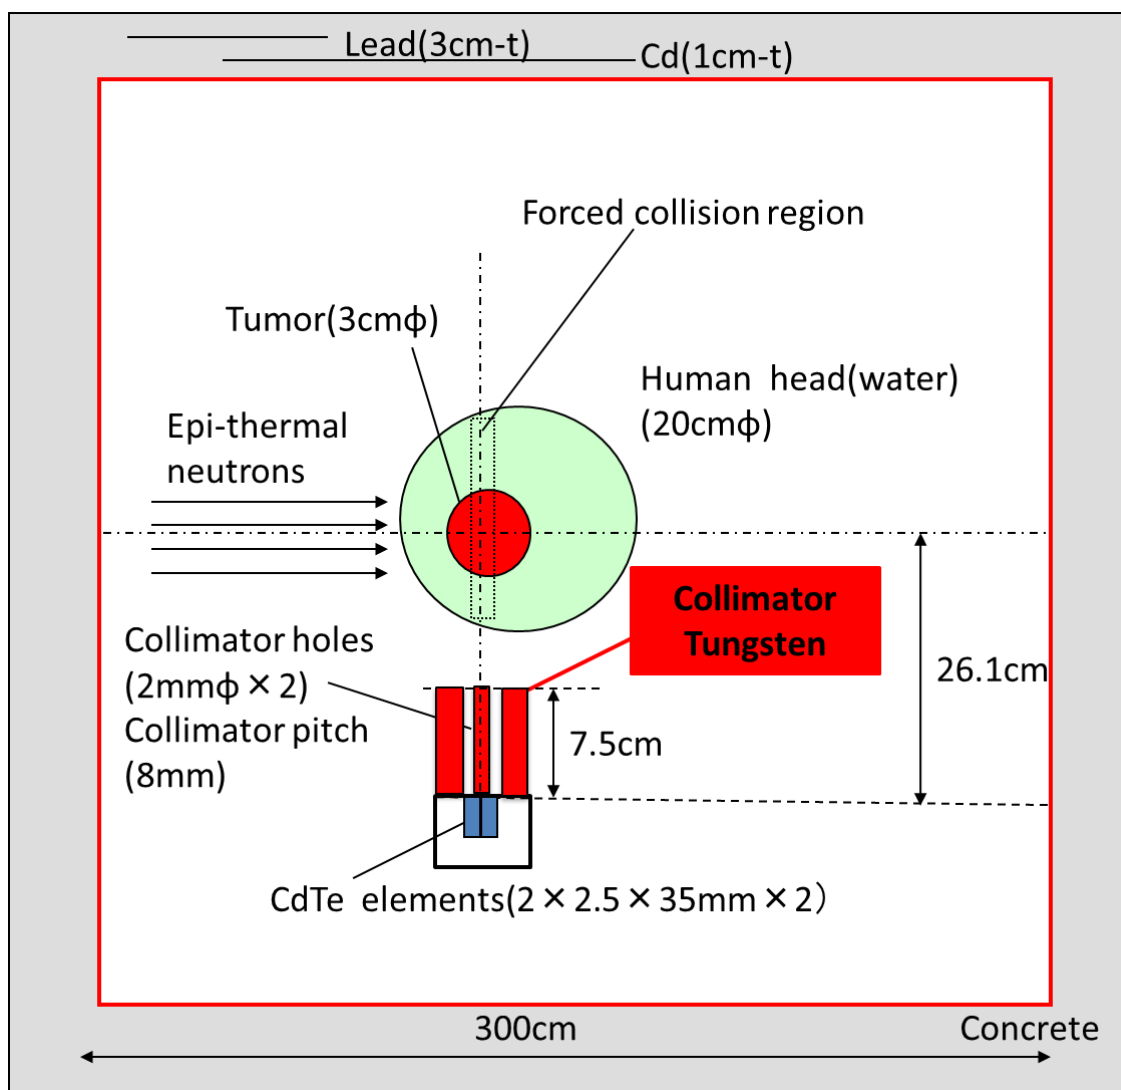 Lead(3cm-t)
Cd(1cm-t)
Forced collision region
Tumor(3cmϕ)
Human head(water)
(20cmϕ)
Epi-thermal
neutrons
Collimator
Tungsten
Collimator holes
(2mmϕ × 2)
Collimator pitch
(8mm)
26.1cm
7.5cm
CdTe elements(2 × 2.5 × 35mm × 2）
300cm
Concrete